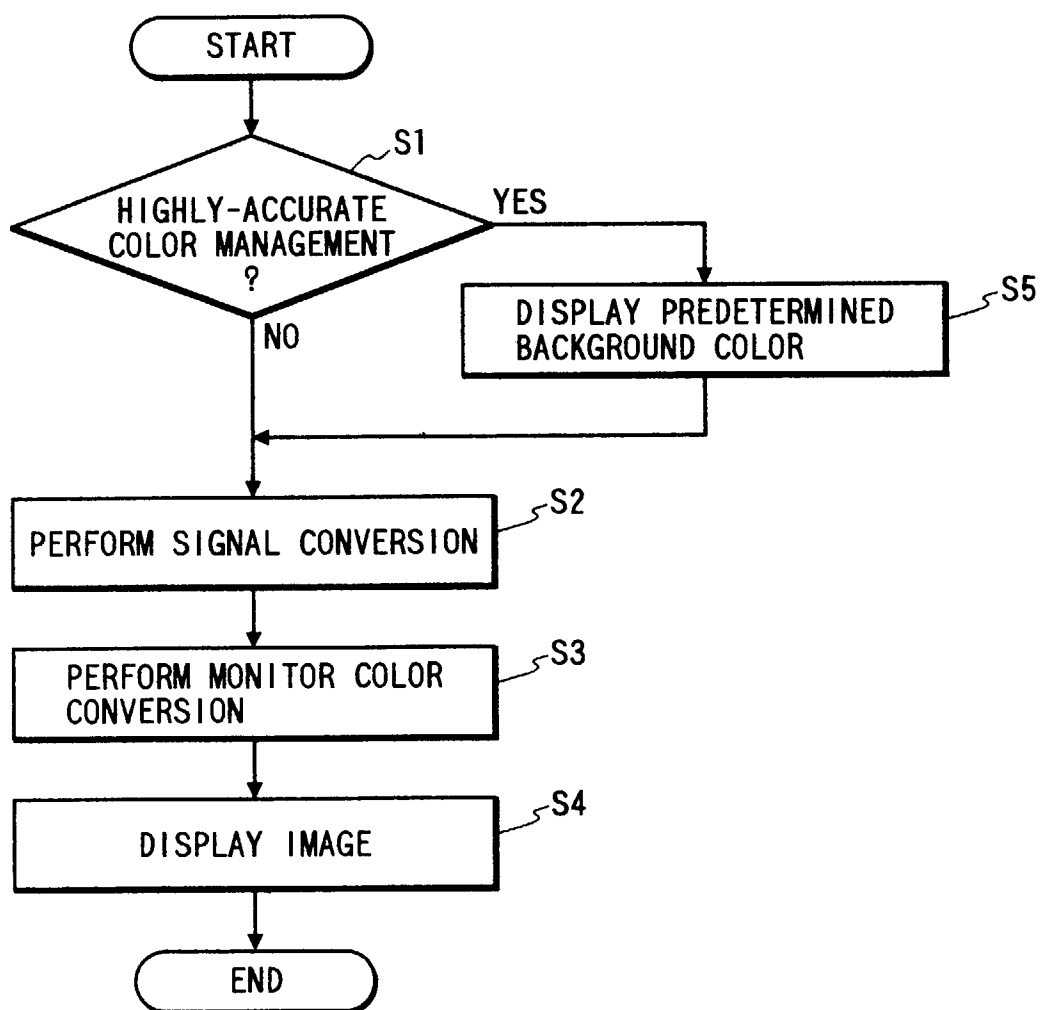 START
S1
HIGHLY-ACCURATE
COLOR MANAGEMENT
?
YES
NO
S5
DISPLAY PREDETERMINED
BACKGROUND COLOR
S2
PERFORM SIGNAL CONVERSION
S3
PERFORM MONITOR COLOR
CONVERSION
S4
DISPLAY IMAGE
END